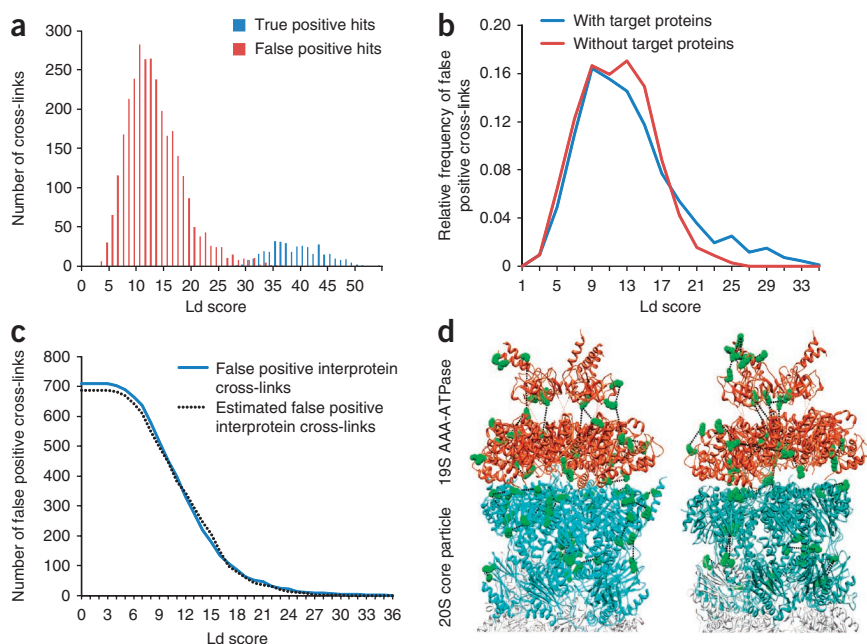 a
True positive hits
False positive hits
Number of cross-links
300
250
200
150
100
50
0
0 5 10 15 20 25 30 35 40 45 50
Ld score
b
With target proteins
Without target proteins
Relative frequency of false
positive cross-links
0.16
0.12
0.08
0.04
0
1 5 9 13 17 21 25 29 33
Ld score
c
False positive interprotein
cross-links
Estimated false positive
interprotein cross-links
Number of false positive cross-links
800
700
600
500
400
300
200
100
0
0 3 6 9 12 15 18 21 24 27 30 33 36
Ld score
d
19S AAA-ATPase
20S core particle